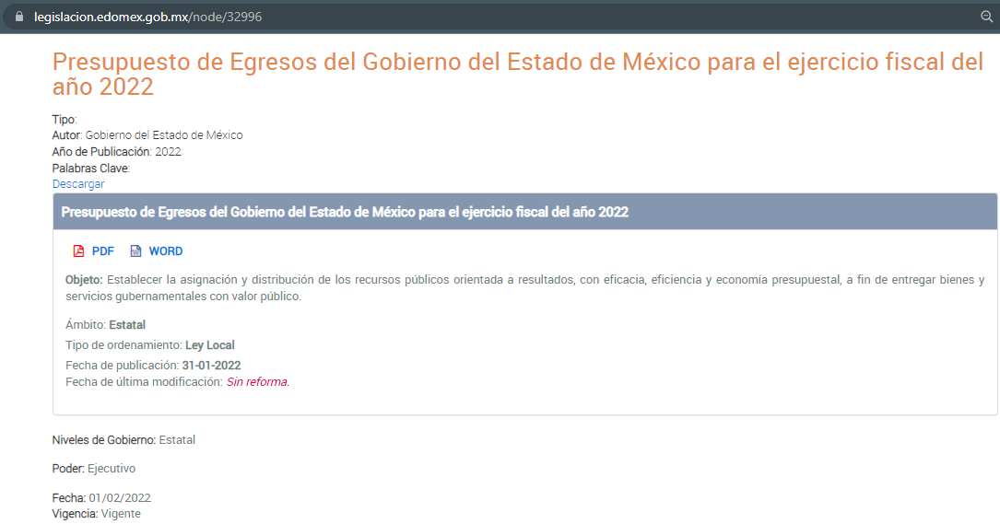 legislacion.edomex.gob.mx/node/32996
Presupuesto de Egresos del Gobierno del Estado de México para el ejercicio fiscal del
año 2022
Tipo:
Autor: Gobierno del Estado de México
Año de Publicación: 2022
Palabras Clave:
Descargar
Presupuesto de Egresos del Gobierno del Estado de México para el ejercicio fiscal del año 2022
PDF WORD
Objeto: Establecer la asignación y distribución de los recursos públicos orientada a resultados, con eficacia, eficiencia y economía presupuestal, a fin de entregar bienes y
servicios gubernamentales con valor público.
Ámbito: Estatal
Tipo de ordenamiento: Ley Local
Fecha de publicación: 31-01-2022
Fecha de última modificación: Sin reforma.
Niveles de Gobierno: Estatal
Poder: Ejecutivo
Fecha: 01/02/2022
Vigencia: Vigente